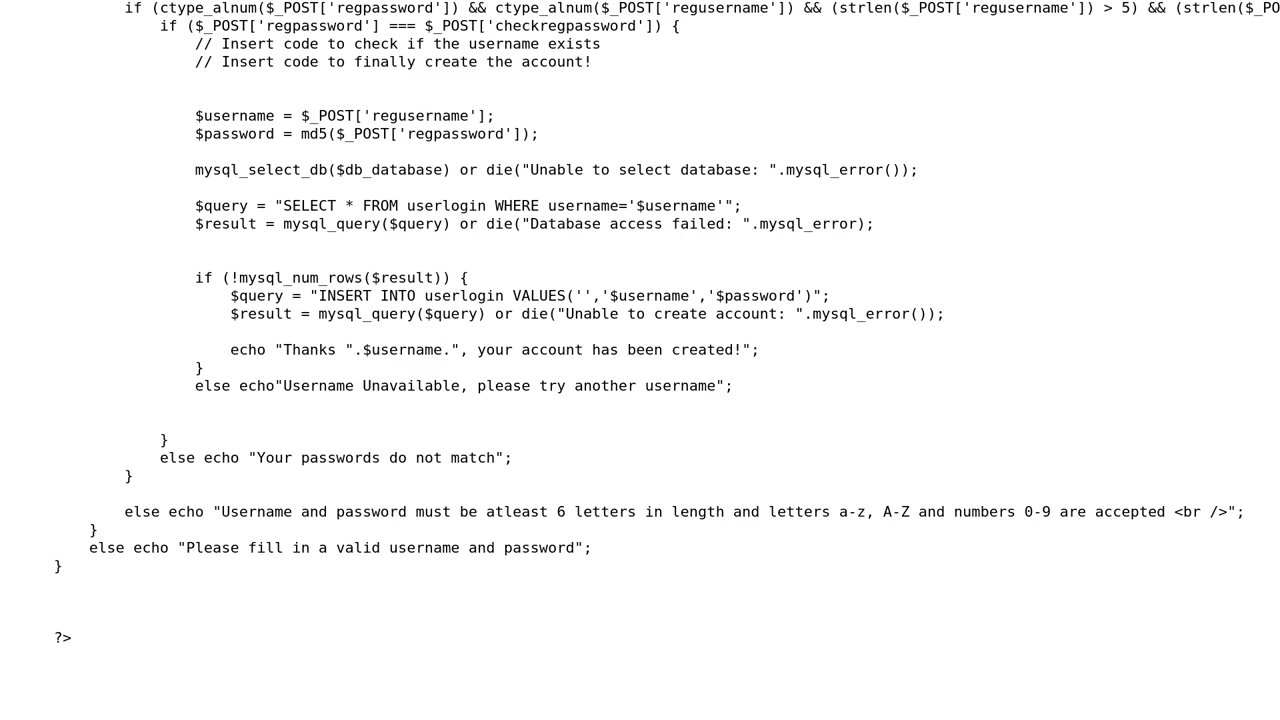 if (ctype_alnum($_POST['regpassword']) && ctype_alnum($_POST['regusername']) && (strlen($_POST['regusername']) > 5) && (strlen($_PO
if ($_POST['regpassword'] === $_POST['checkregpassword']) {
// Insert code to check if the username exists
// Insert code to finally create the account!
$username = $_POST['regusername'];
$password = md5($_POST['regpassword']);
mysql_select_db($db_database) or die("Unable to select database: ".mysql_error());
$query = "SELECT * FROM userlogin WHERE username='$username'";
$result = mysql_query($query) or die("Database access failed: ".mysql_error);
if (!mysql_num_rows($result)) {
$query = "INSERT INTO userlogin VALUES('','$username','$password')";
$result = mysql_query($query) or die("Unable to create account: ".mysql_error());
echo "Thanks ".$username.", your account has been created!";
}
else echo"Username Unavailable, please try another username";
}
else echo "Your passwords do not match";
}
else echo "Username and password must be atleast 6 letters in length and letters a-z, A-Z and numbers 0-9 are accepted <br />";
}
else echo "Please fill in a valid username and password";
}
?>